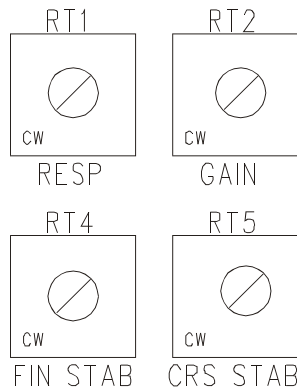 RT1 RT2
CW CW
RESP GAIN
RT4 RT5
CW CW
FIN STAB CRS STAB